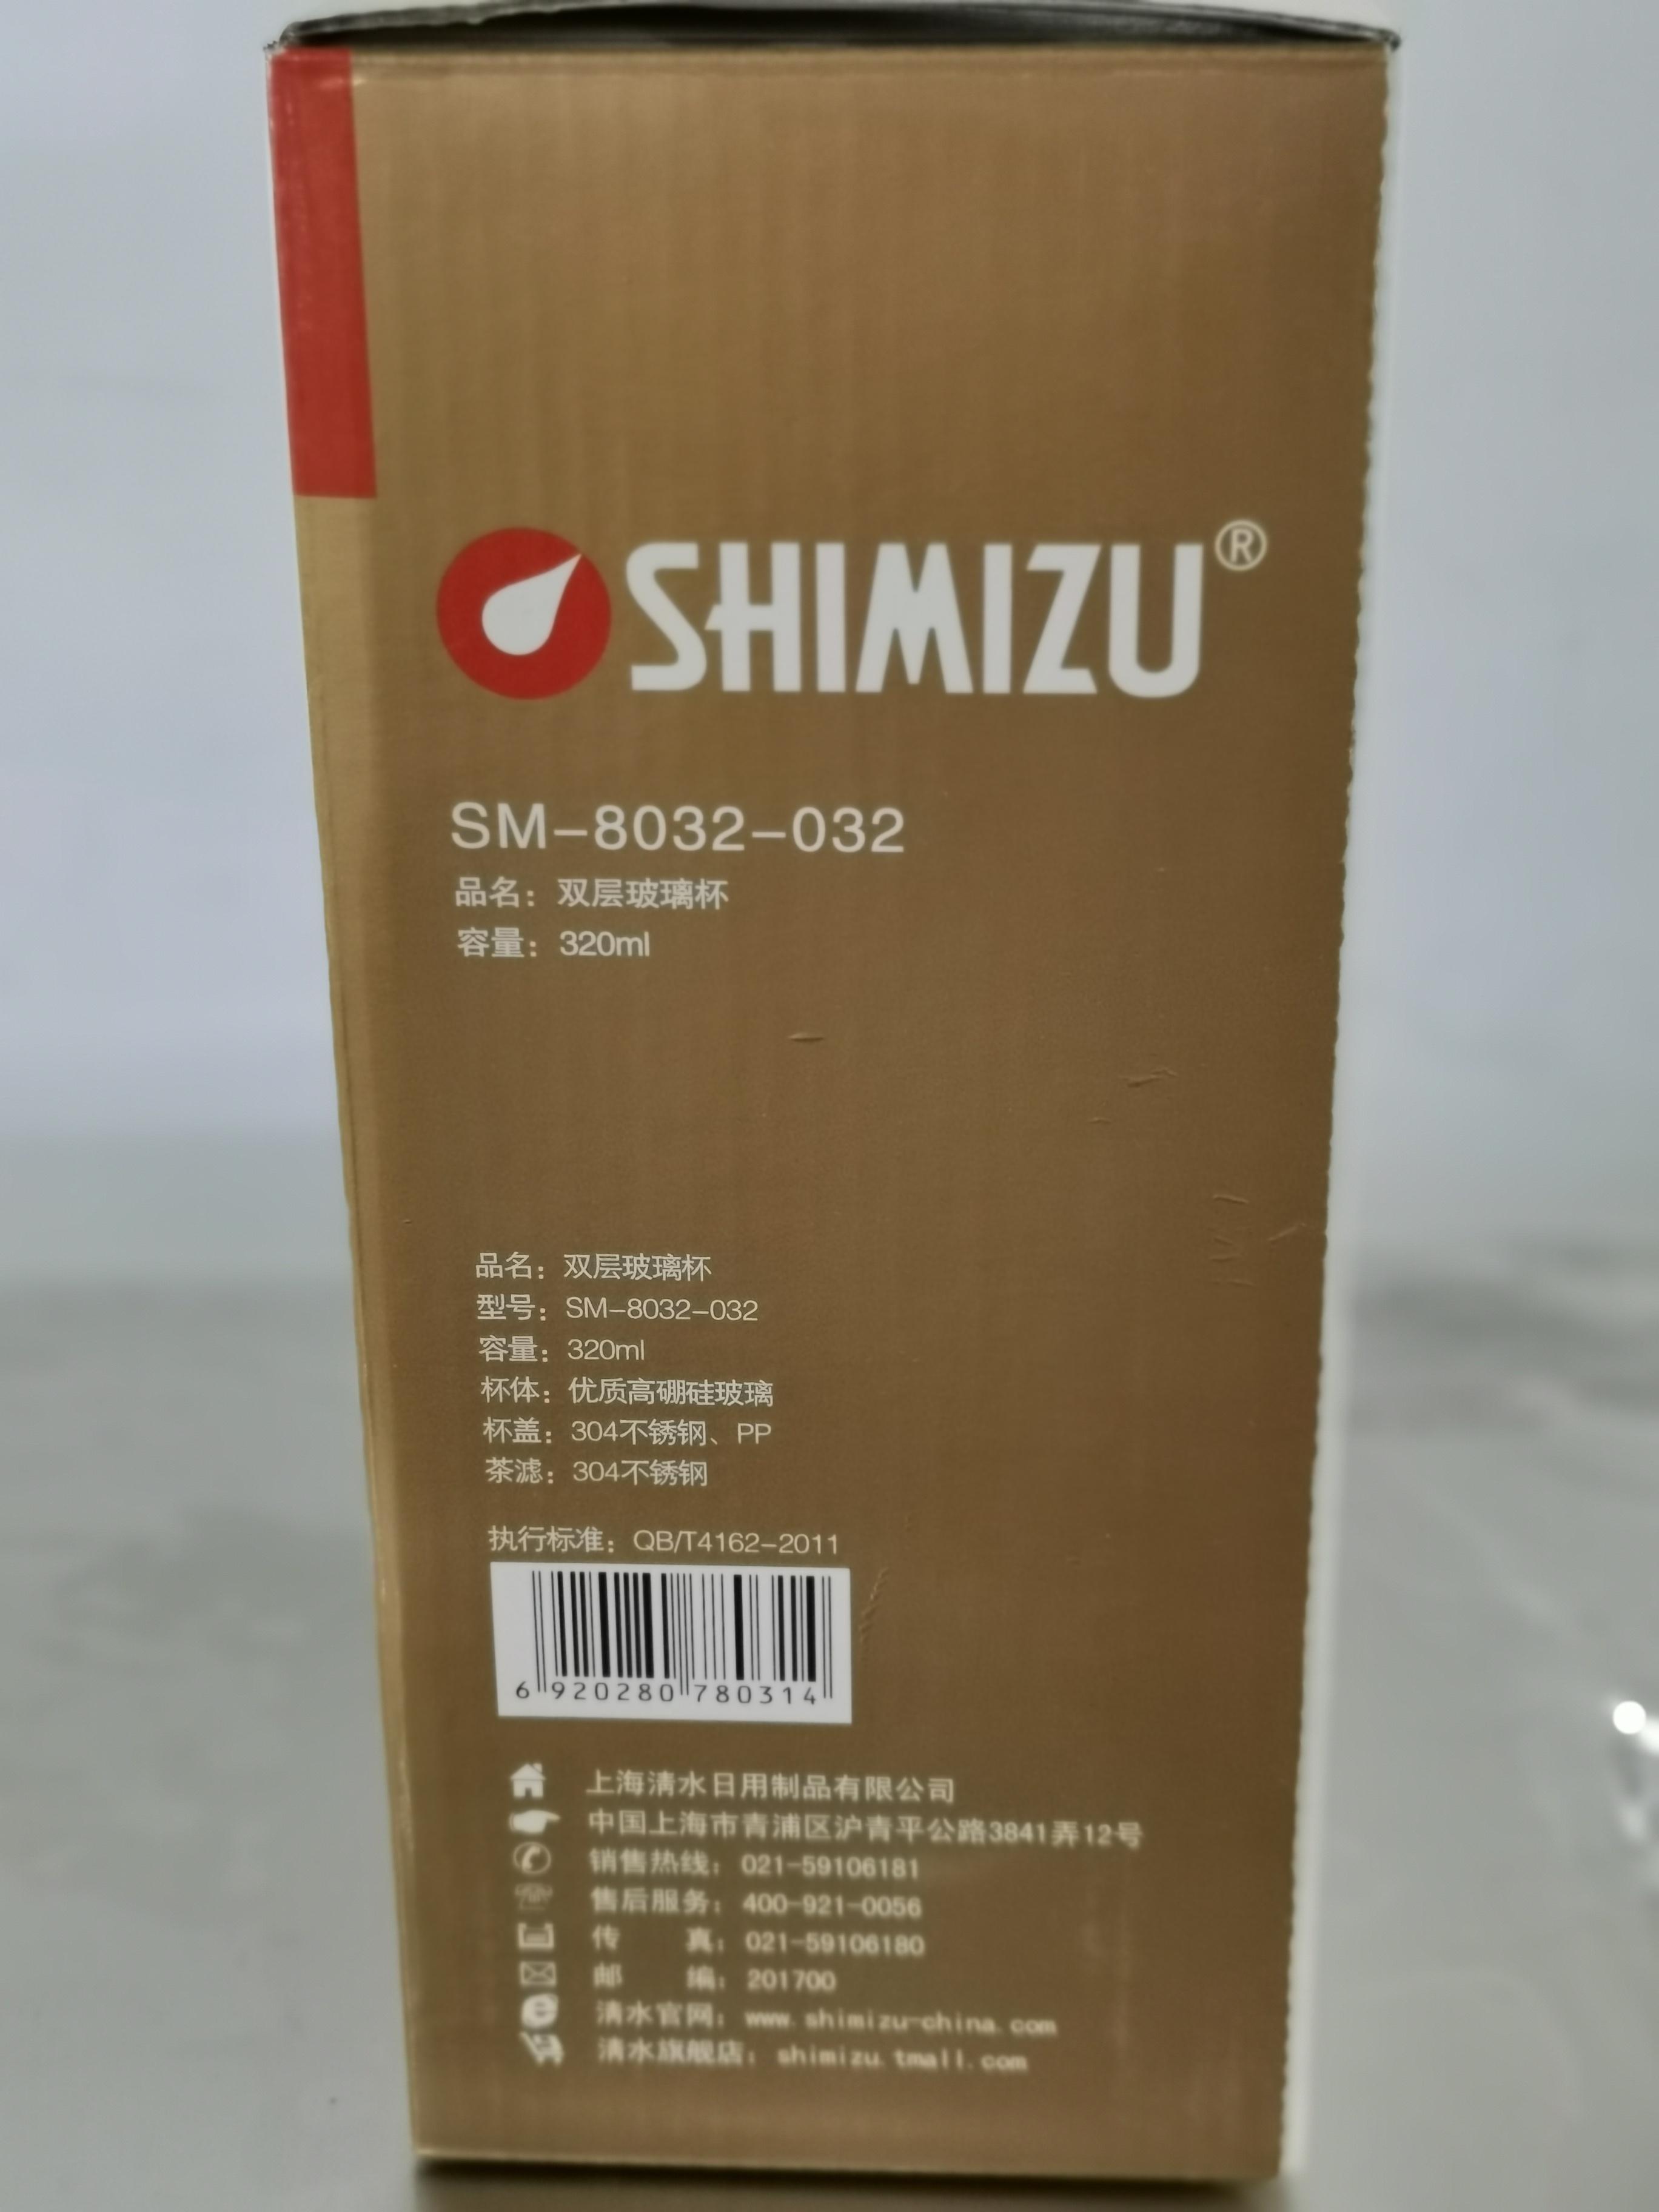 SHIMIZU®
SM-8032-032
品名：双层玻璃杯
容量：320ml
品名：双层玻璃杯
型号：SM-8032-032
容量：320ml
杯体：优质高硼硅玻璃
杯盖：304不锈钢、PP
茶滤：304不锈钢
执行标准：QB/T4162-2011
6 920280 780314
上海清水日用制品有限公司
中国上海市青浦区沪青平公路3841弄12号
销售热线：021-59106181
售后服务：400-921-0056
传 真：021-59106180
邮 编：201700
清水官网：www.shimizu-china.com
清水旗舰店：shimizu.tmall.com